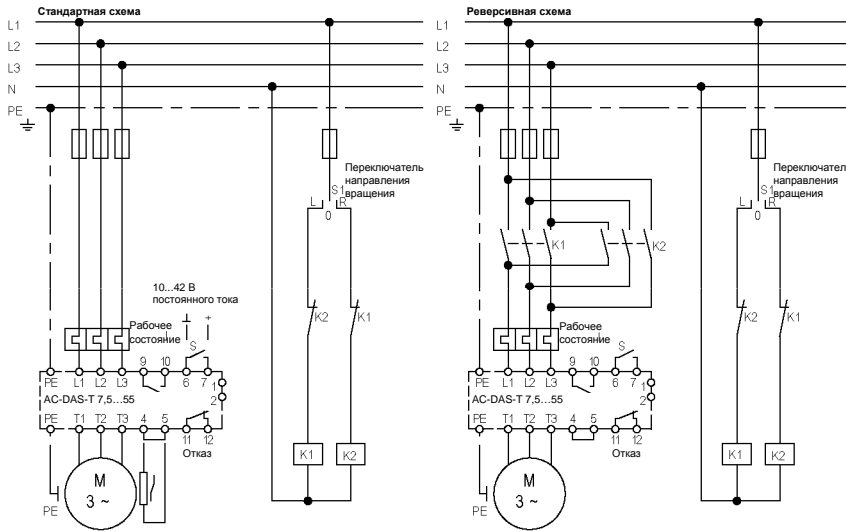 Стандартная схема
L1
L2
L3
N
PE
Переключатель
направления
вращения
S1
L
R
0
10...42 В
постоянного тока
Рабочее
состояние
+
S
K2
K1
9
10
6
7
PE
L1
L2
L3
1
2
AC-DAS-T 7,5...55
PE
T1
T2
T3
4
5
11
12
Отказ
M
3 ~
PE
K1
K2
Реверсивная схема
L1
L2
L3
N
PE
Переключатель
направления
вращения
S1
L
R
0
K1
K2
K2
K1
Рабочее
состояние
S
9
10
6
7
PE
L1
L2
L3
1
2
AC-DAS-T 7,5...55
PE
T1
T2
T3
4
5
11
12
Отказ
M
3 ~
PE
K1
K2